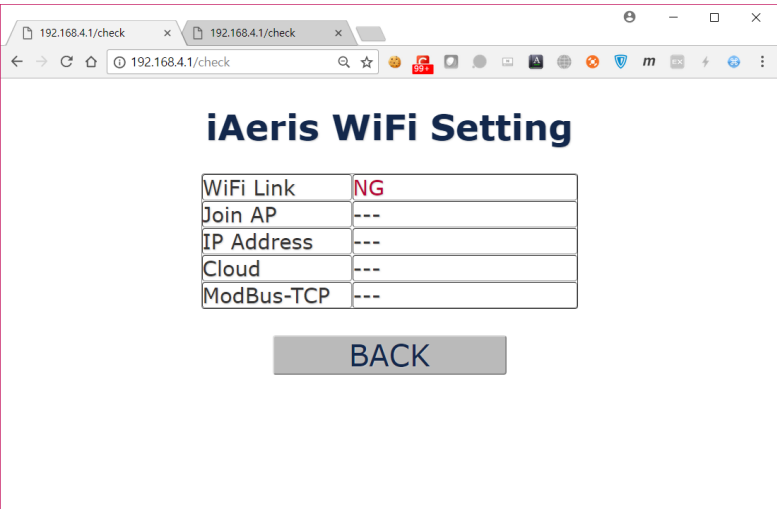 192.168.4.1/check
192.168.4.1/check
192.168.4.1/check
99+
A
m
EX
iAeris WiFi Setting
WiFi Link NG
Join AP ---
IP Address ---
Cloud ---
ModBus-TCP ---
BACK